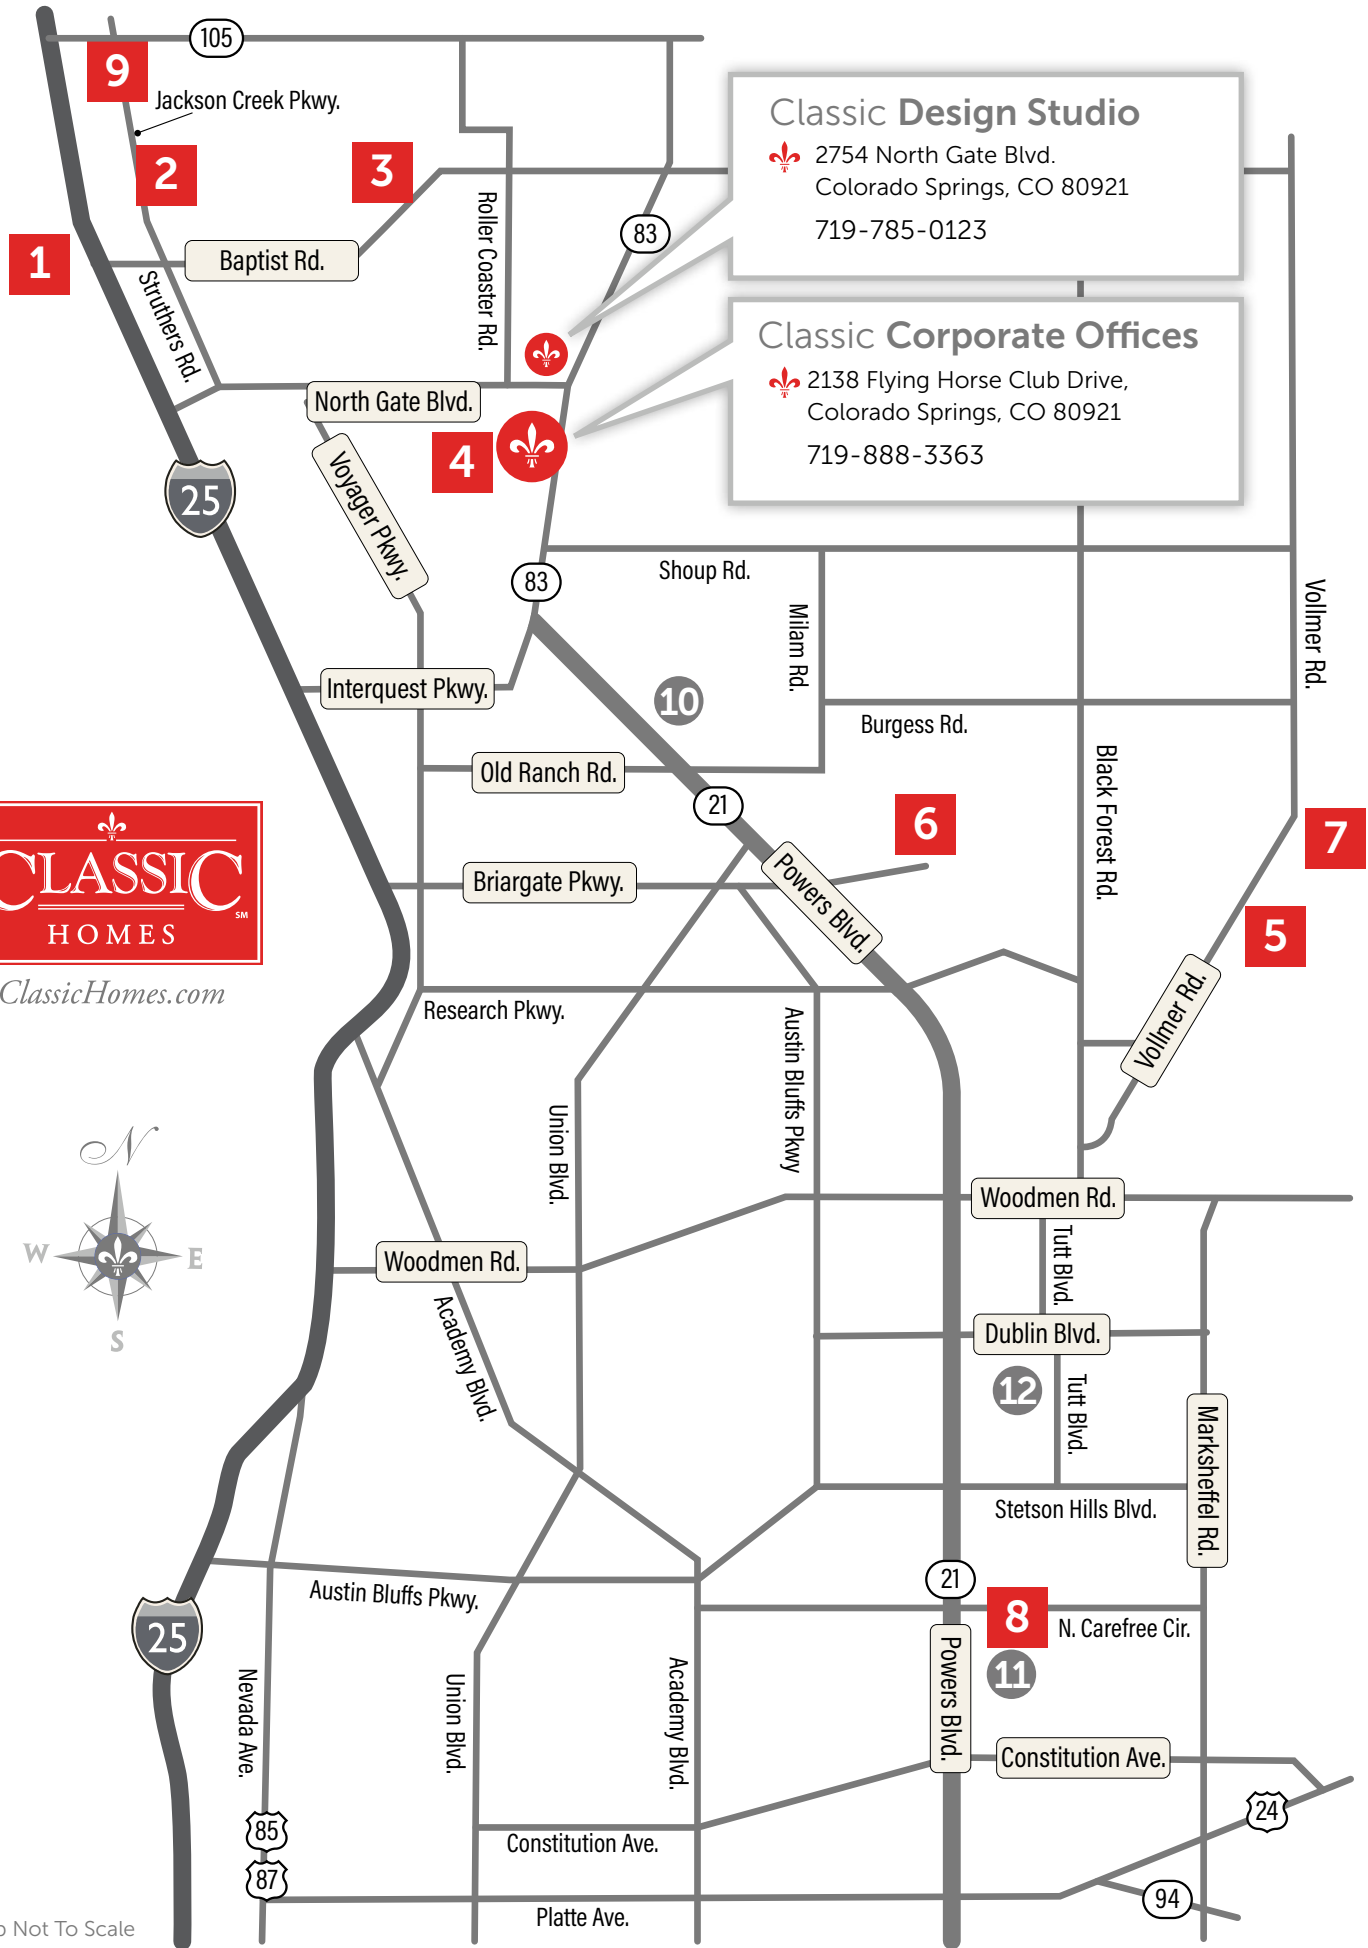 105
9
Jackson Creek Pkwy.
Classic Design Studio
2754 North Gate Blvd.
Colorado Springs, CO 80921
719-785-0123
2
3
Roller Coaster Rd.
83
1
Baptist Rd.
Struthers Rd.
Classic Corporate Offices
2138 Flying Horse Club Drive,
Colorado Springs, CO 80921
719-888-3363
North Gate Blvd.
4
Voyager Pkwy.
25
83
Shoup Rd.
Milam Rd.
Vollmer Rd.
Interquest Pkwy.
10
Burgess Rd.
Old Ranch Rd.
Black Forest Rd.
21
6
7
CLASSIC
HOMES
SM
ClassicHomes.com
Briargate Pkwy.
Powers Blvd.
5
Research Pkwy.
Austin Bluffs Pkwy
Vollmer Rd.
Union Blvd.
N
W
E
S
Woodmen Rd.
Tutt Blvd.
Woodmen Rd.
Academy Blvd.
Dublin Blvd.
12
Tutt Blvd.
Marksheffel Rd.
Stetson Hills Blvd.
Austin Bluffs Pkwy.
21
8
N. Carefree Cir.
25
11
Nevada Ave.
Union Blvd.
Academy Blvd.
Powers Blvd.
Constitution Ave.
24
85
Constitution Ave.
87
94
Platte Ave.
Not To Scale